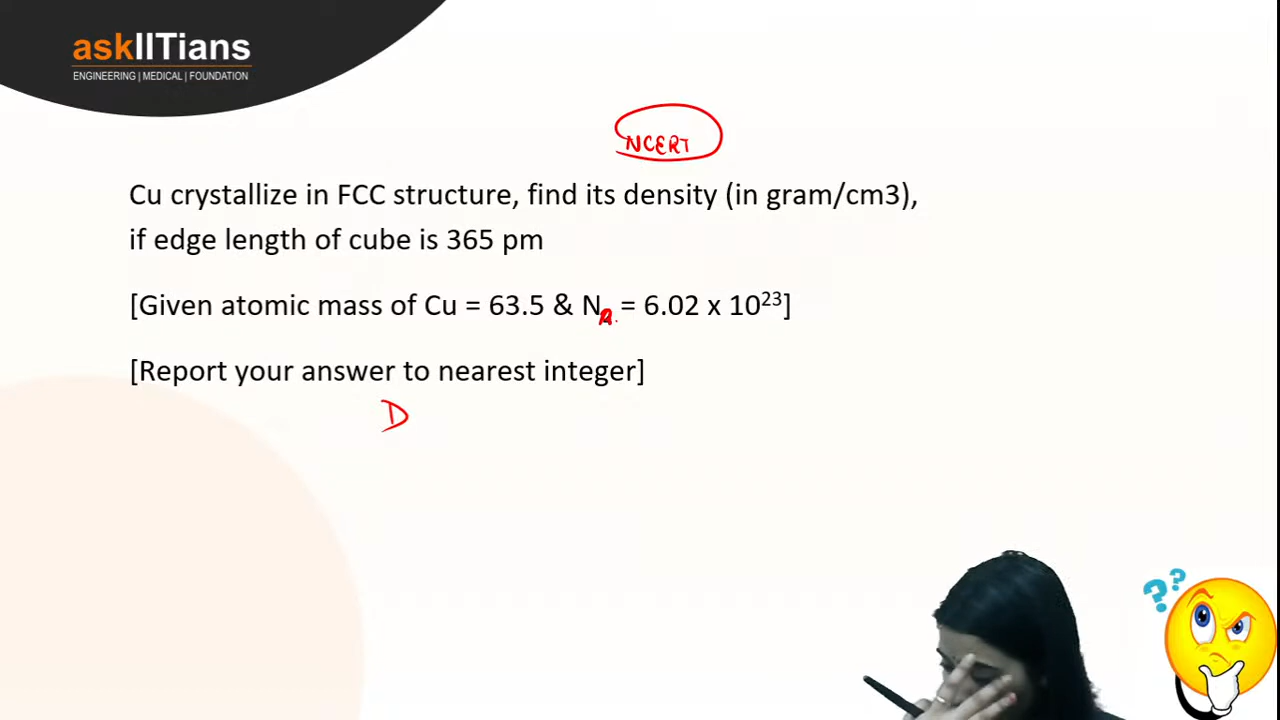 askIITians
ENGINEERING | MEDICAL | FOUNDATION
NCERT
Cu crystallize in FCC structure, find its density (in gram/cm3),
if edge length of cube is 365 pm
[Given atomic mass of Cu = 63.5 & NA = 6.02 x 10²³]
[Report your answer to nearest integer]
D
??